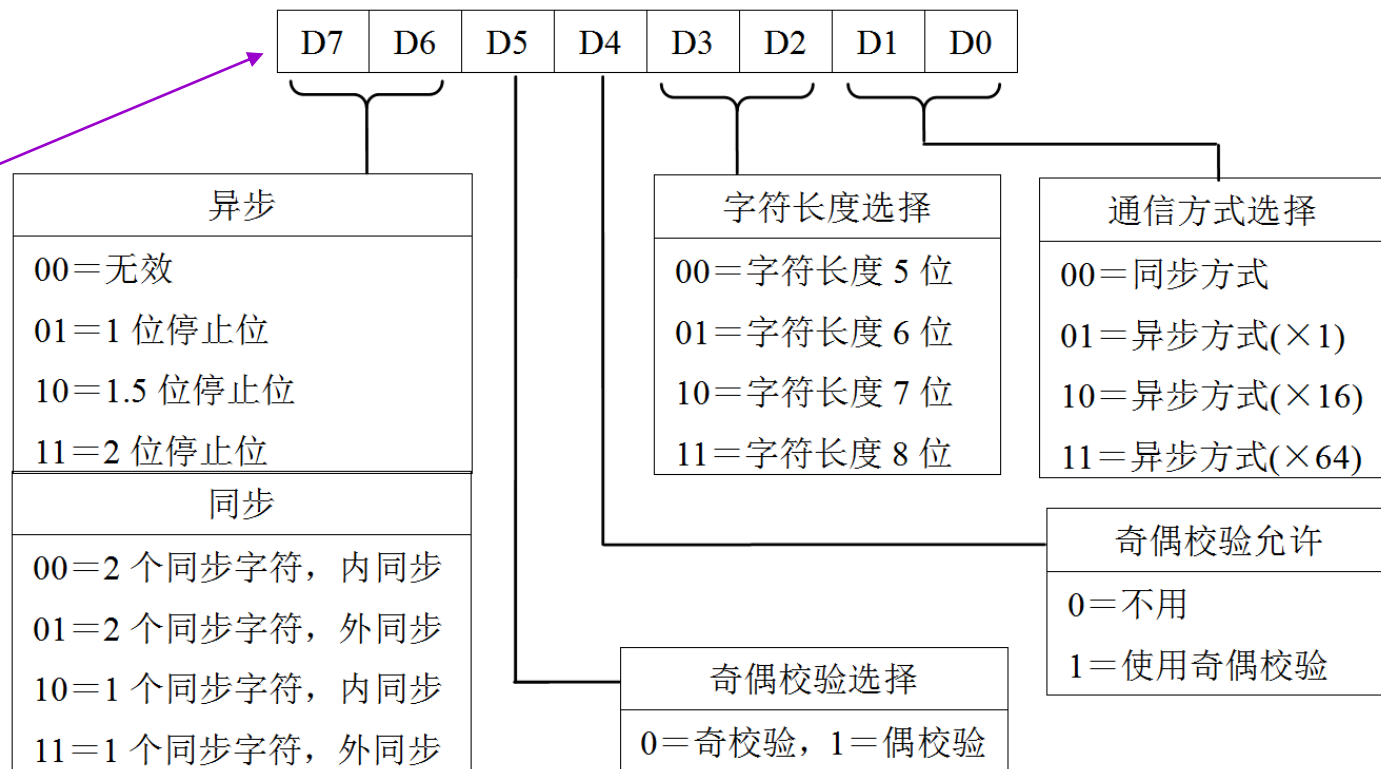 D7 D6 D5 D4 D3 D2 D1 D0
异步
00＝无效
01＝1 位停止位
10＝1.5 位停止位
11＝2 位停止位
同步
00＝2 个同步字符，内同步
01＝2 个同步字符，外同步
10＝1 个同步字符，内同步
11＝1 个同步字符，外同步
字符长度选择
00＝字符长度 5 位
01＝字符长度 6 位
10＝字符长度 7 位
11＝字符长度 8 位
通信方式选择
00＝同步方式
01＝异步方式(×1)
10＝异步方式(×16)
11＝异步方式(×64)
奇偶校验允许
0＝不用
1＝使用奇偶校验
奇偶校验选择
0＝奇校验，1＝偶校验